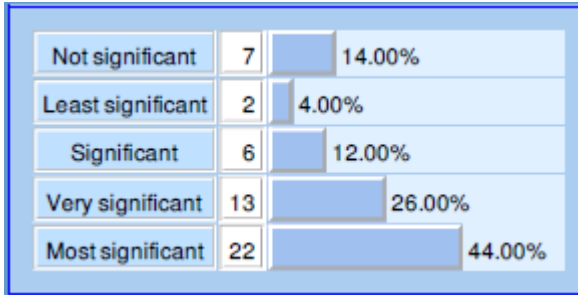 Not significant 7 14.00%
Least significant 2 4.00%
Significant 6 12.00%
Very significant 13 26.00%
Most significant 22 44.00%